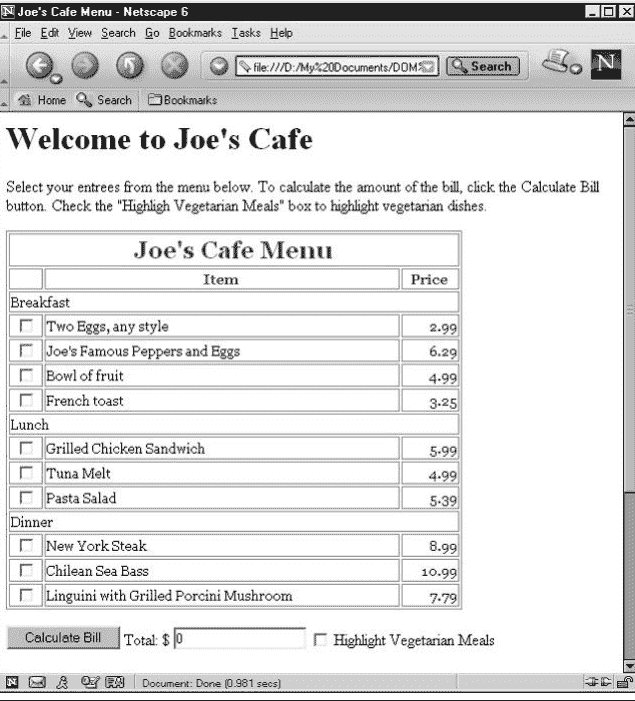 Joe's Cafe Menu - Netscape 6
File Edit View Search Go Bookmarks Tasks Help
file:///D:/My%20Documents/DOM Search N
Home Search Bookmarks
Welcome to Joe's Cafe
Select your entrees from the menu below. To calculate the amount of the bill, click the Calculate Bill
button. Check the "Highligh Vegetarian Meals" box to highlight vegetarian dishes.
Joe's Cafe Menu
Item Price
Breakfast
Two Eggs, any style 2.99
Joe's Famous Peppers and Eggs 6.29
Bowl of fruit 4.99
French toast 3.25
Lunch
Grilled Chicken Sandwich 5.99
Tuna Melt 4.99
Pasta Salad 5.39
Dinner
New York Steak 8.99
Chilean Sea Bass 10.99
Linguini with Grilled Porcini Mushroom 7.79
Calculate Bill Total: $ 0 Highlight Vegetarian Meals
Document: Done (0.981 secs)